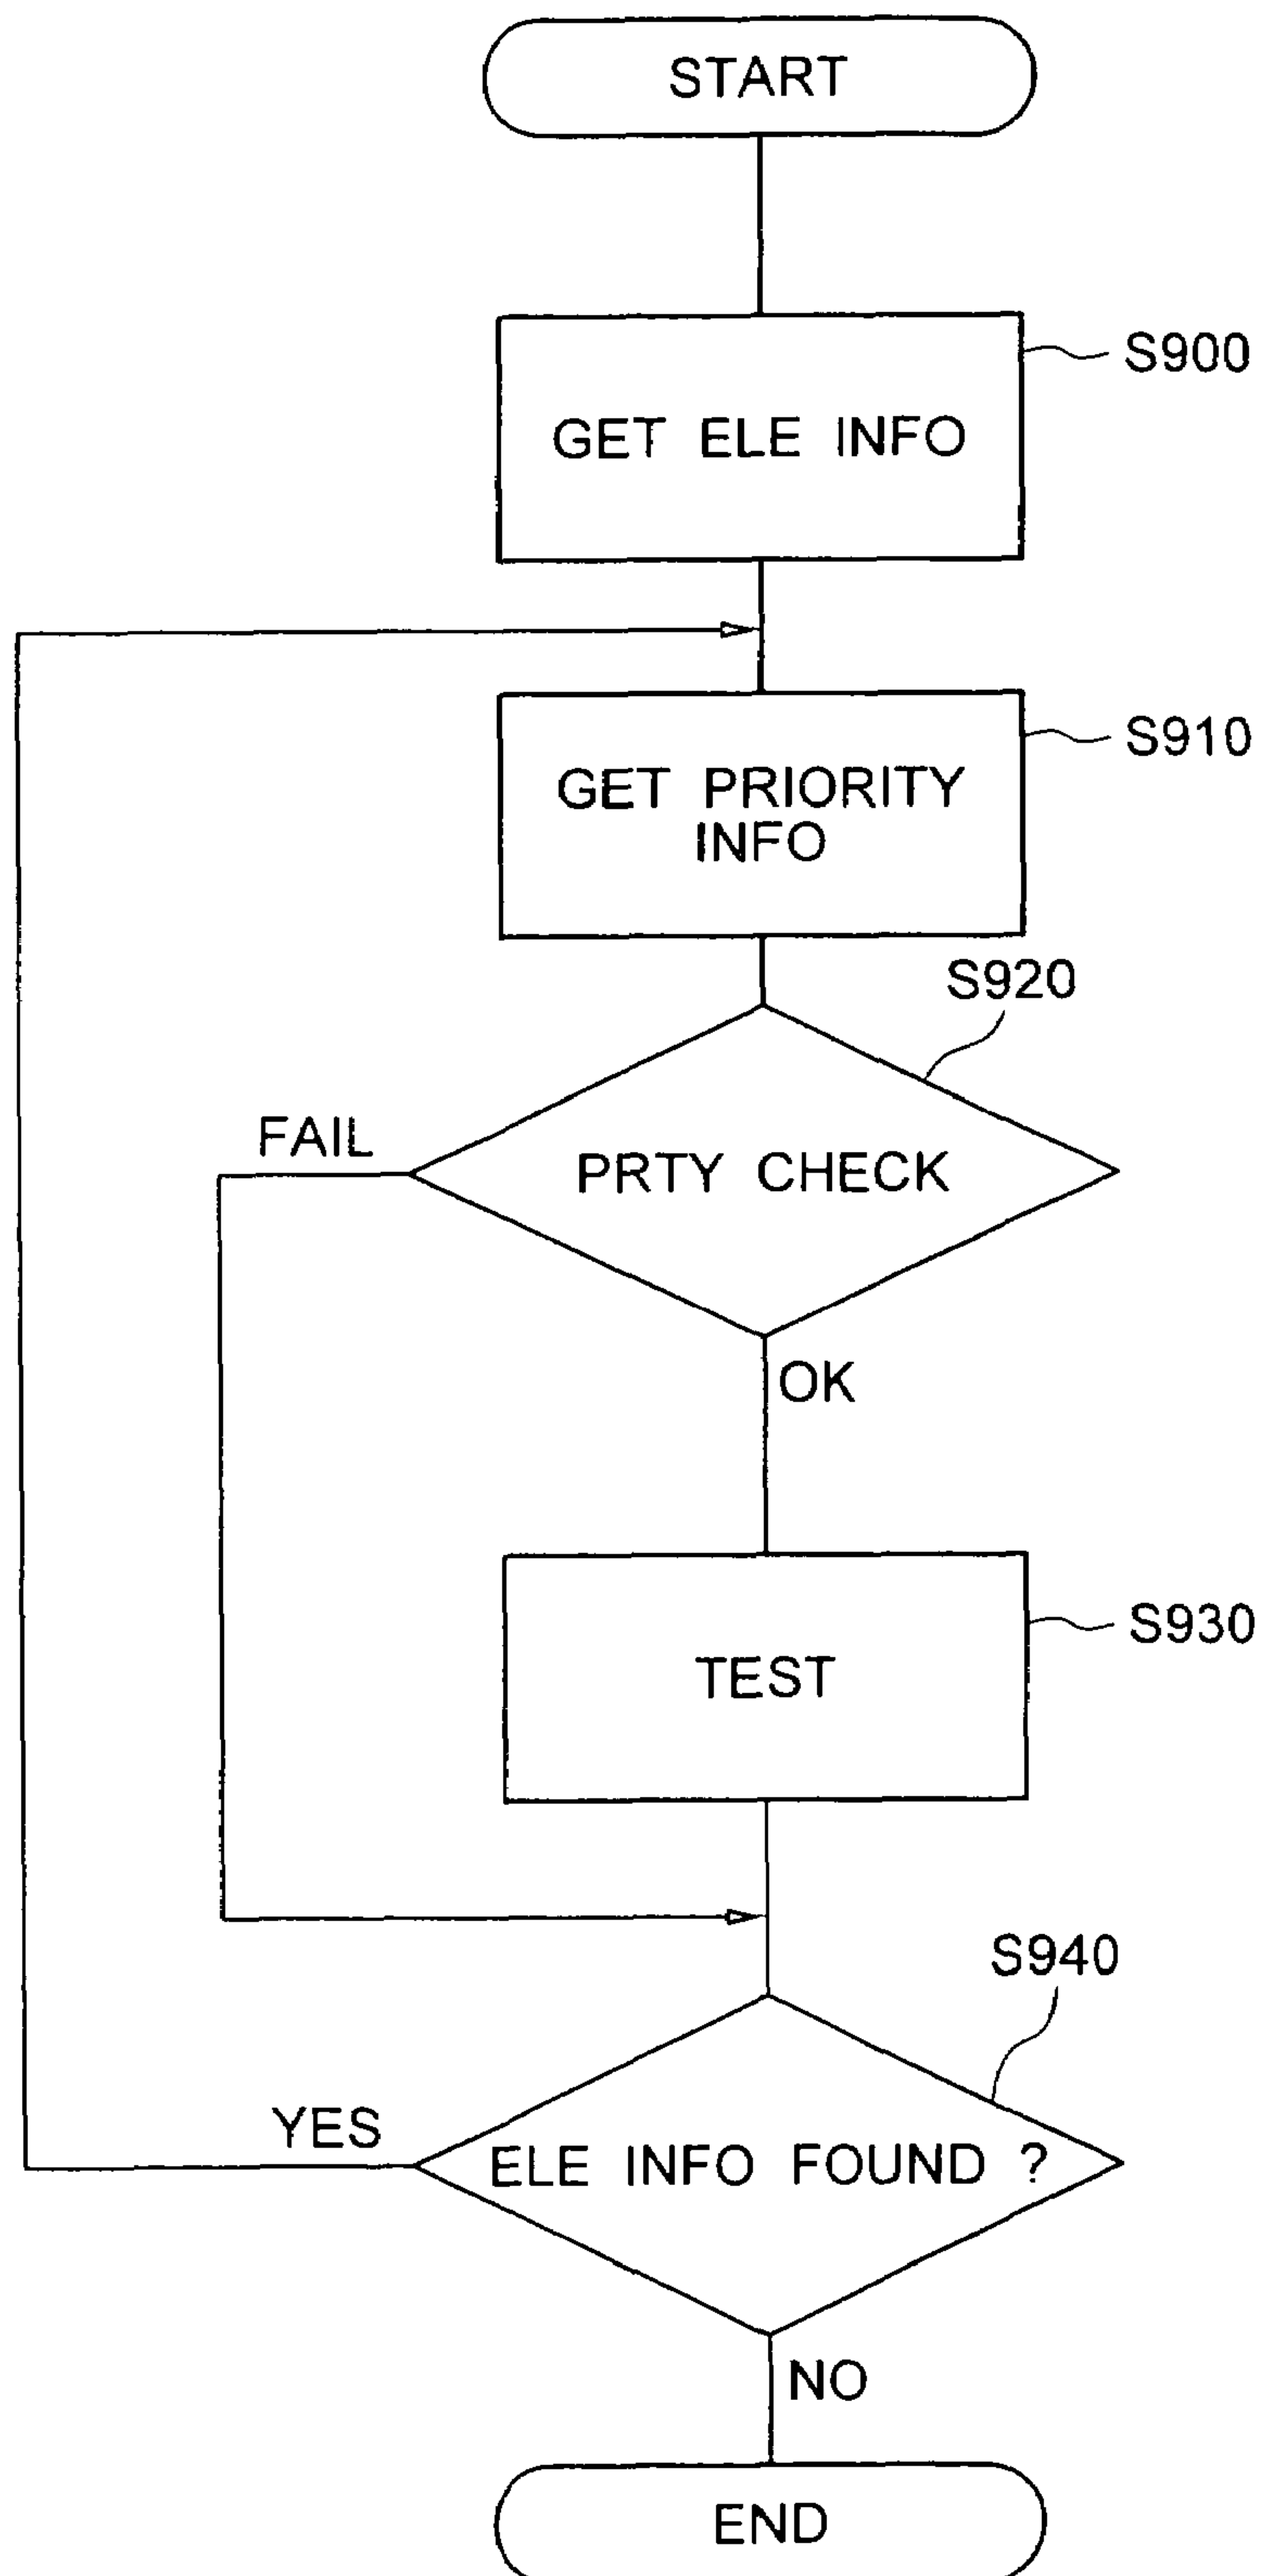 START
S900
GET ELE INFO
S910
GET PRIORITY
INFO
S920
FAIL
PRTY CHECK
OK
S930
TEST
S940
YES
ELE INFO FOUND ?
NO
END